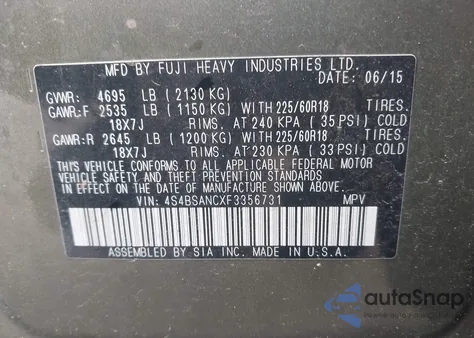 MFD BY FUJI HEAVY INDUSTRIES LTD.
DATE: 06/15
GVWR: 4695 LB (2130 KG)
GAWR:F 2535 LB (1150 KG) WITH 225/60R18 TIRES.
18X7J RIMS. AT 240 KPA (35 PSI) COLD
GAWR:R 2645 LB (1200 KG) WITH 225/60R18 TIRES.
18X7J RIMS. AT 230 KPA (33 PSI) COLD
THIS VEHICLE CONFORMS TO ALL APPLICABLE FEDERAL MOTOR
VEHICLE SAFETY AND THEFT PREVENTION STANDARDS
IN EFFECT ON THE DATE OF MANUFACTURE SHOWN ABOVE
VIN: 4S4BSANCXF3356731 MPV
ASSEMBLED BY SIA INC. IN U.S.A.
autoSnap